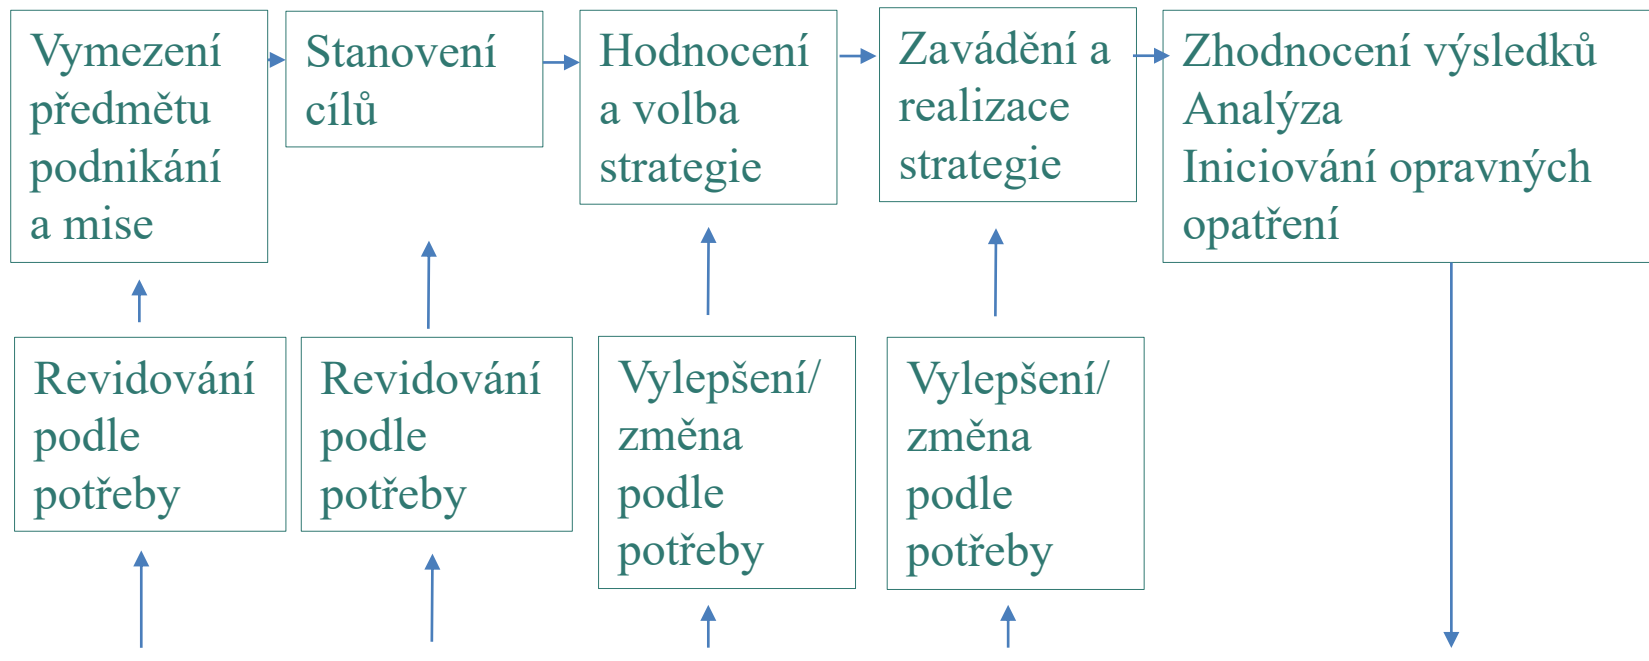 Vymezení
předmětu
podnikání
a mise
Stanovení
cílů
Hodnocení
a volba
strategie
Zavádění a
realizace
strategie
Zhodnocení výsledků
Analýza
Iniciování opravných
opatření
Revidování
podle
potřeby
Revidování
podle
potřeby
Vylepšení/
změna
podle
potřeby
Vylepšení/
změna
podle
potřeby